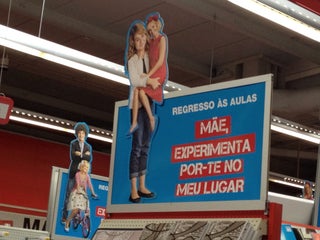 REGRESSO ÀS AULAS
MÃE,
EXPERIMENTA
POR-TE NO
MEU LUGAR